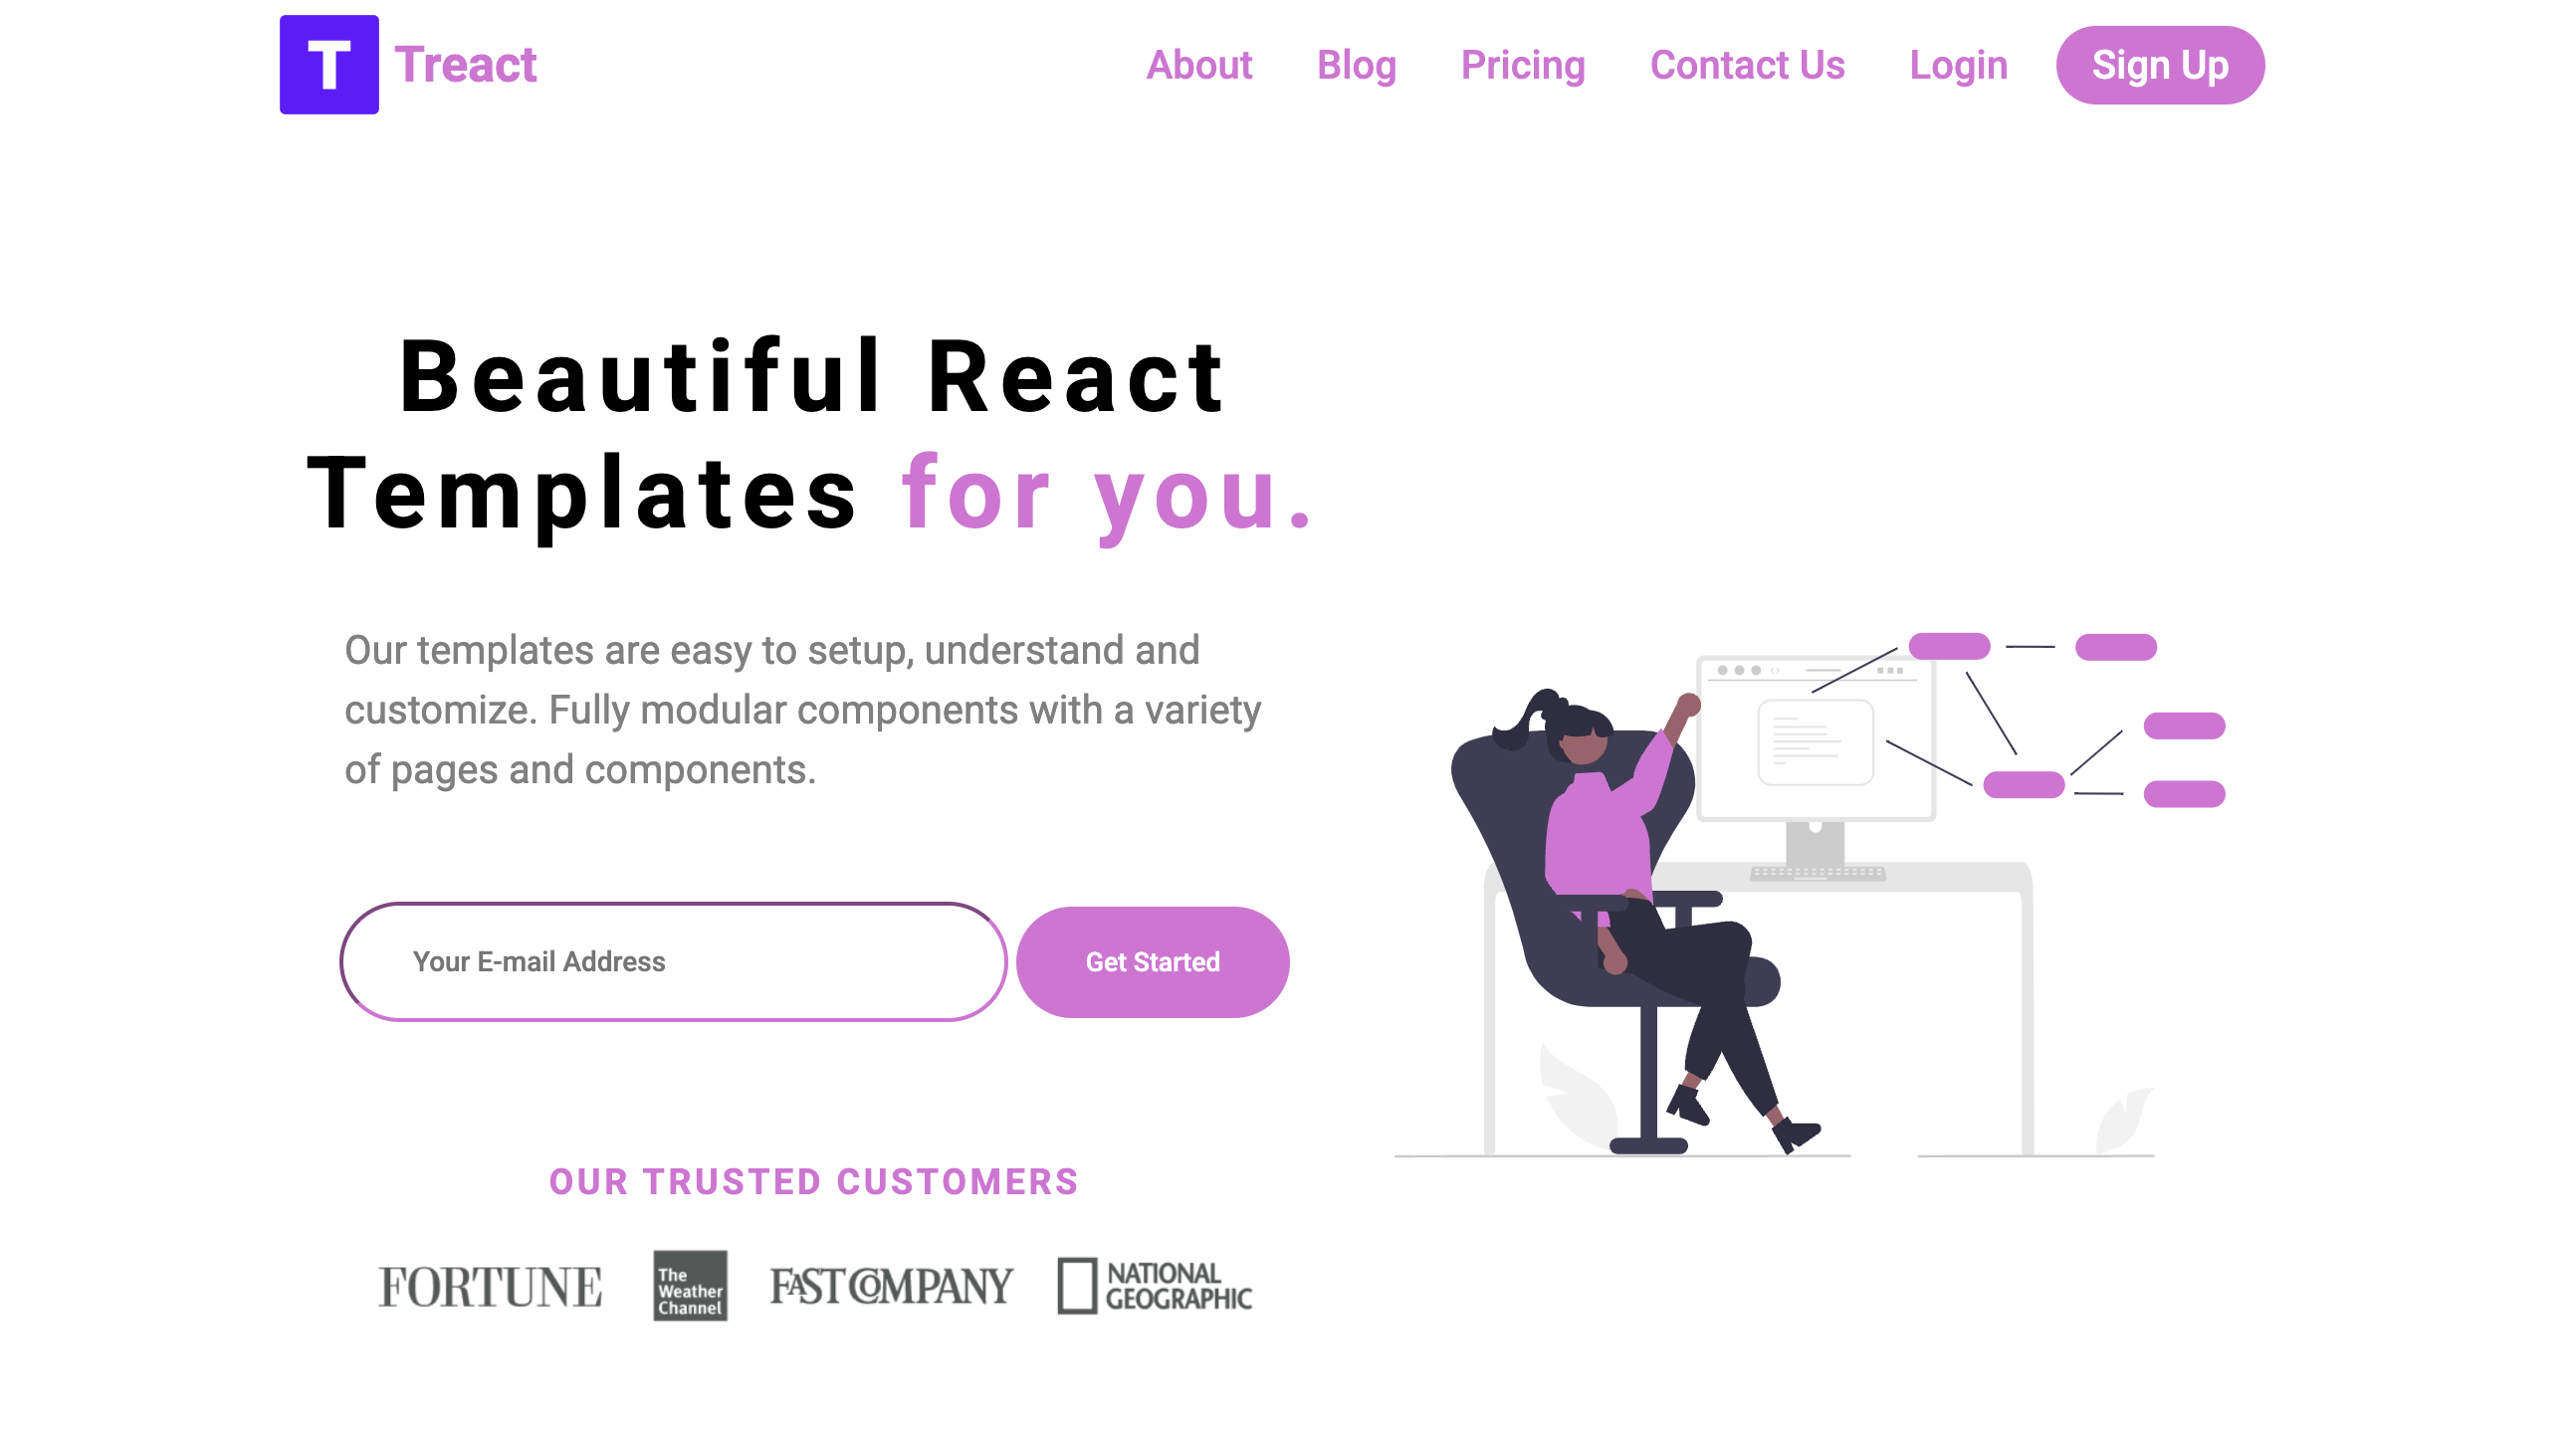 T Treact
About Blog Pricing Contact Us Login Sign Up
Beautiful React
Templates for you.
Our templates are easy to setup, understand and
customize. Fully modular components with a variety
of pages and components.
Your E-mail Address
Get Started
OUR TRUSTED CUSTOMERS
FORTUNE
The
Weather
Channel
FAST COMPANY
NATIONAL
GEOGRAPHIC